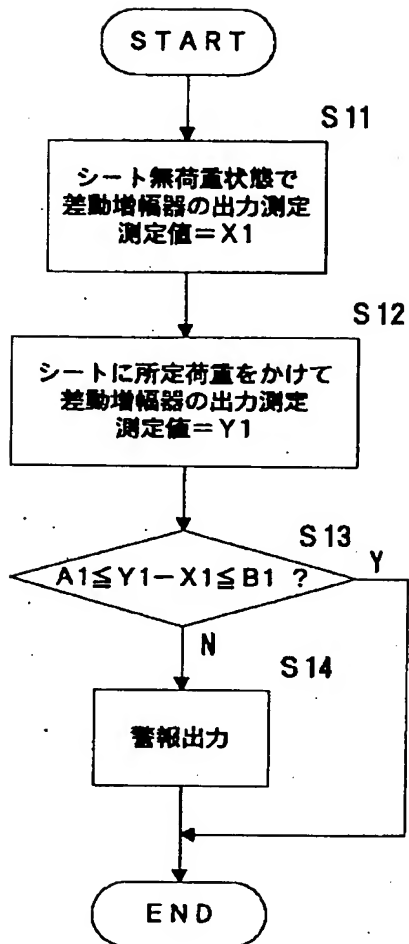 START
S11
シート無荷重状態で
差動増幅器の出力測定
測定値＝X1
S12
シートに所定荷重をかけて
差動増幅器の出力測定
測定値＝Y1
S13
A1≦Y1−X1≦B1 ?
Y
N
S14
警報出力
END